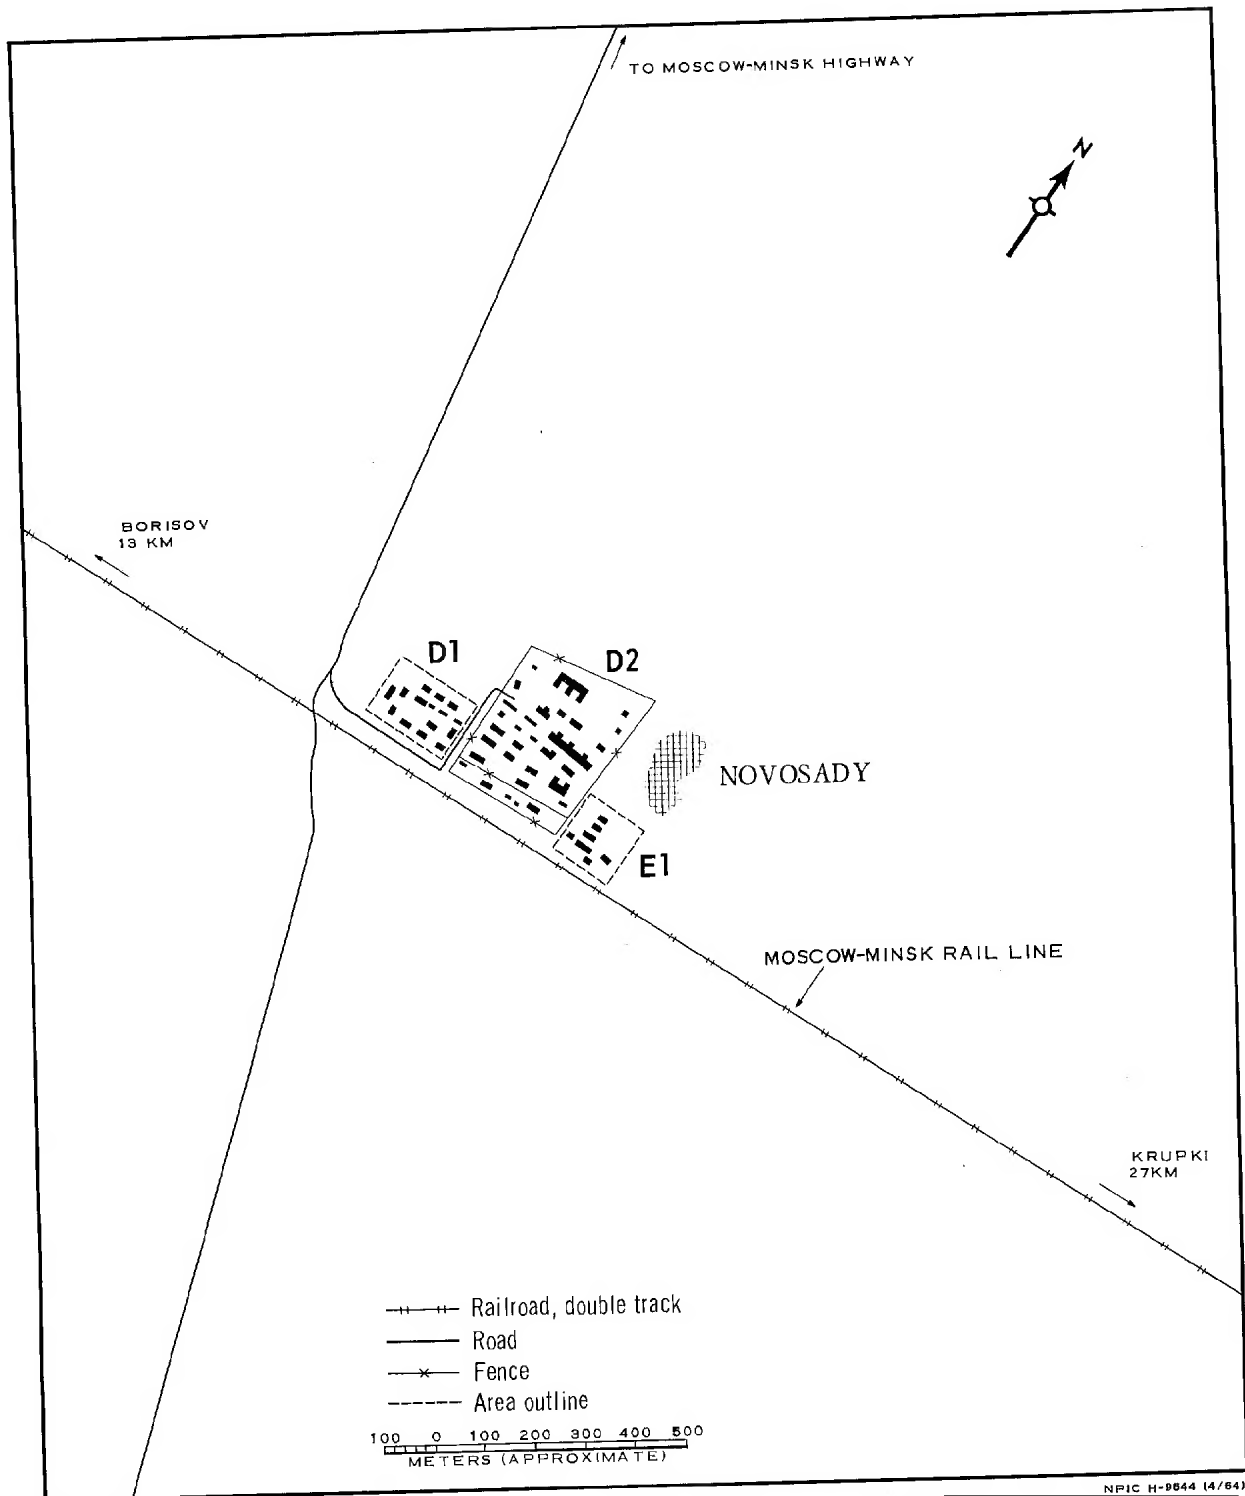 TO MOSCOW-MINSK HIGHWAY
N
BORISOV
13 KM
D1
D2
NOVOSADY
E1
MOSCOW-MINSK RAIL LINE
KRUPKI
27KM
Railroad, double track
Road
Fence
Area outline
100 0 100 200 300 400 500
METERS (APPROXIMATE)
NPIC H-9644 (4/64)